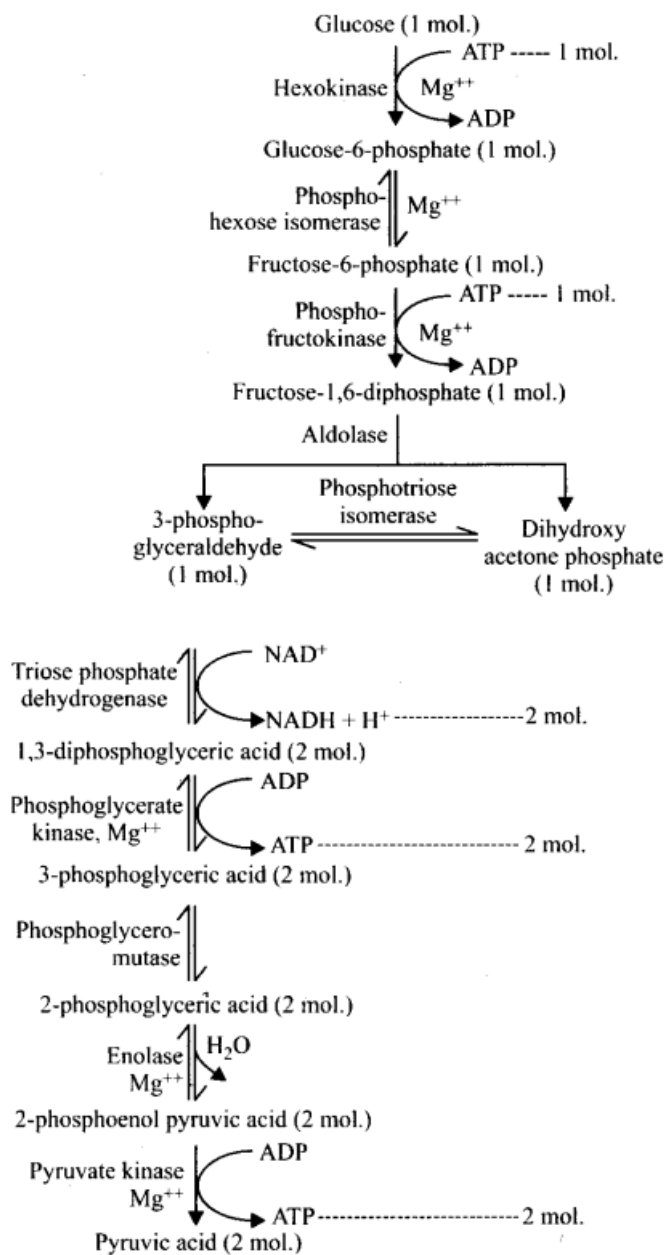 Glucose (1 mol.)
ATP ----- 1 mol.
Hexokinase
Mg⁺⁺
ADP
Glucose-6-phosphate (1 mol.)
Phospho-
hexose isomerase
Mg⁺⁺
Fructose-6-phosphate (1 mol.)
ATP ----- 1 mol.
Phospho-
fructokinase
Mg⁺⁺
ADP
Fructose-1,6-diphosphate (1 mol.)
Aldolase
Phosphotriose
isomerase
3-phospho-
glyceraldehyde
(1 mol.)
Dihydroxy
acetone phosphate
(1 mol.)
Triose phosphate
dehydrogenase
NAD⁺
NADH + H⁺ ------------------- 2 mol.
1,3-diphosphoglyceric acid (2 mol.)
Phosphoglycerate
kinase, Mg⁺⁺
ADP
ATP ------------------------------- 2 mol.
3-phosphoglyceric acid (2 mol.)
Phosphoglycero-
mutase
2-phosphoglyceric acid (2 mol.)
Enolase
Mg⁺⁺
H₂O
2-phosphoenol pyruvic acid (2 mol.)
Pyruvate kinase
Mg⁺⁺
ADP
ATP ------------------------------- 2 mol.
Pyruvic acid (2 mol.)